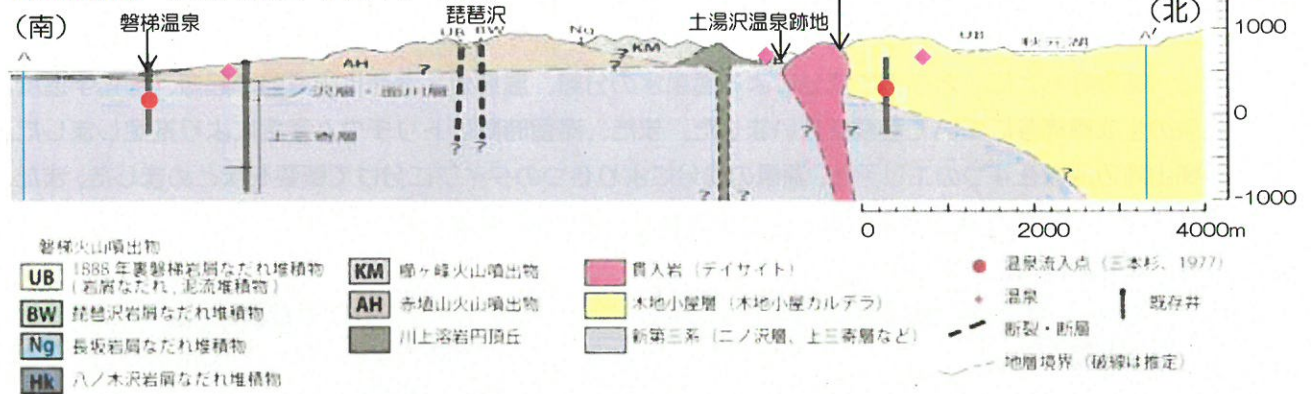 (南)
磐梯温泉
琵琶沢
土湯沢温泉跡地
(北)
UB
BW
Ng
KM
AH
UB
秋元湖
A'
A
1000
0
-1000
上三寄層
?
?
?
?
?
?
?
?
?
?
?
0
2000
4000m
磐梯火山噴出物
UB 1888年裏磐梯岩屑なだれ堆積物
(岩屑なだれ、泥流堆積物)
BW 琵琶沢岩屑なだれ堆積物
Ng 長坂岩屑なだれ堆積物
Hk 八ノ木沢岩屑なだれ堆積物
KM 櫛ヶ峰火山噴出物
AH 赤埴山火山噴出物
川上溶岩円頂丘
貫入岩(デイサイト)
木地小屋層(木地小屋カルデラ)
新第三系(二ノ沢層、上三寄層など)
温泉流入点(三本杉、1977)
温泉
既存井
断裂・断層
地層境界(破線は推定)